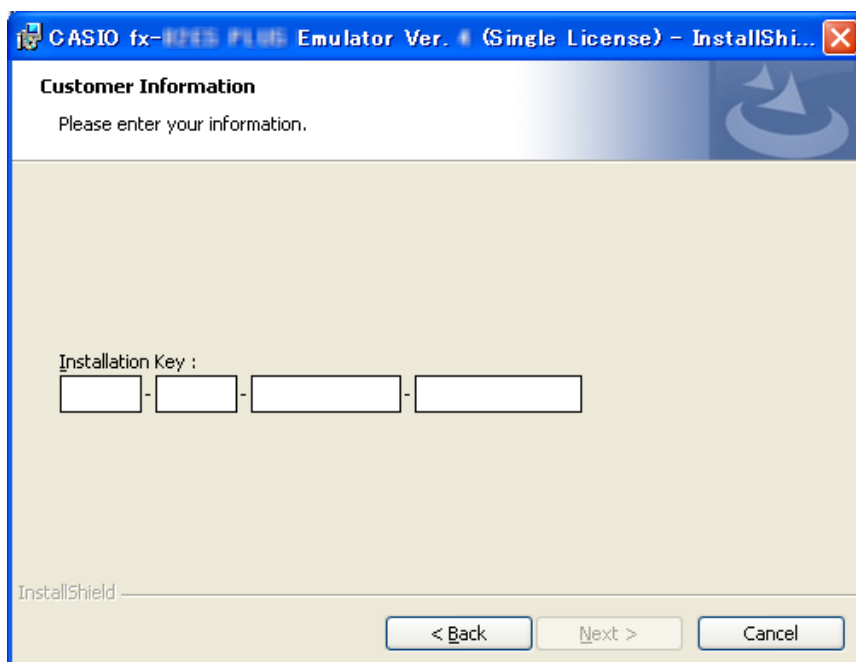 CASIO fx- Emulator Ver. (Single License) - InstallShi...
Customer Information
Please enter your information.
Installation Key :
- - -
InstallShield
< Back Next > Cancel